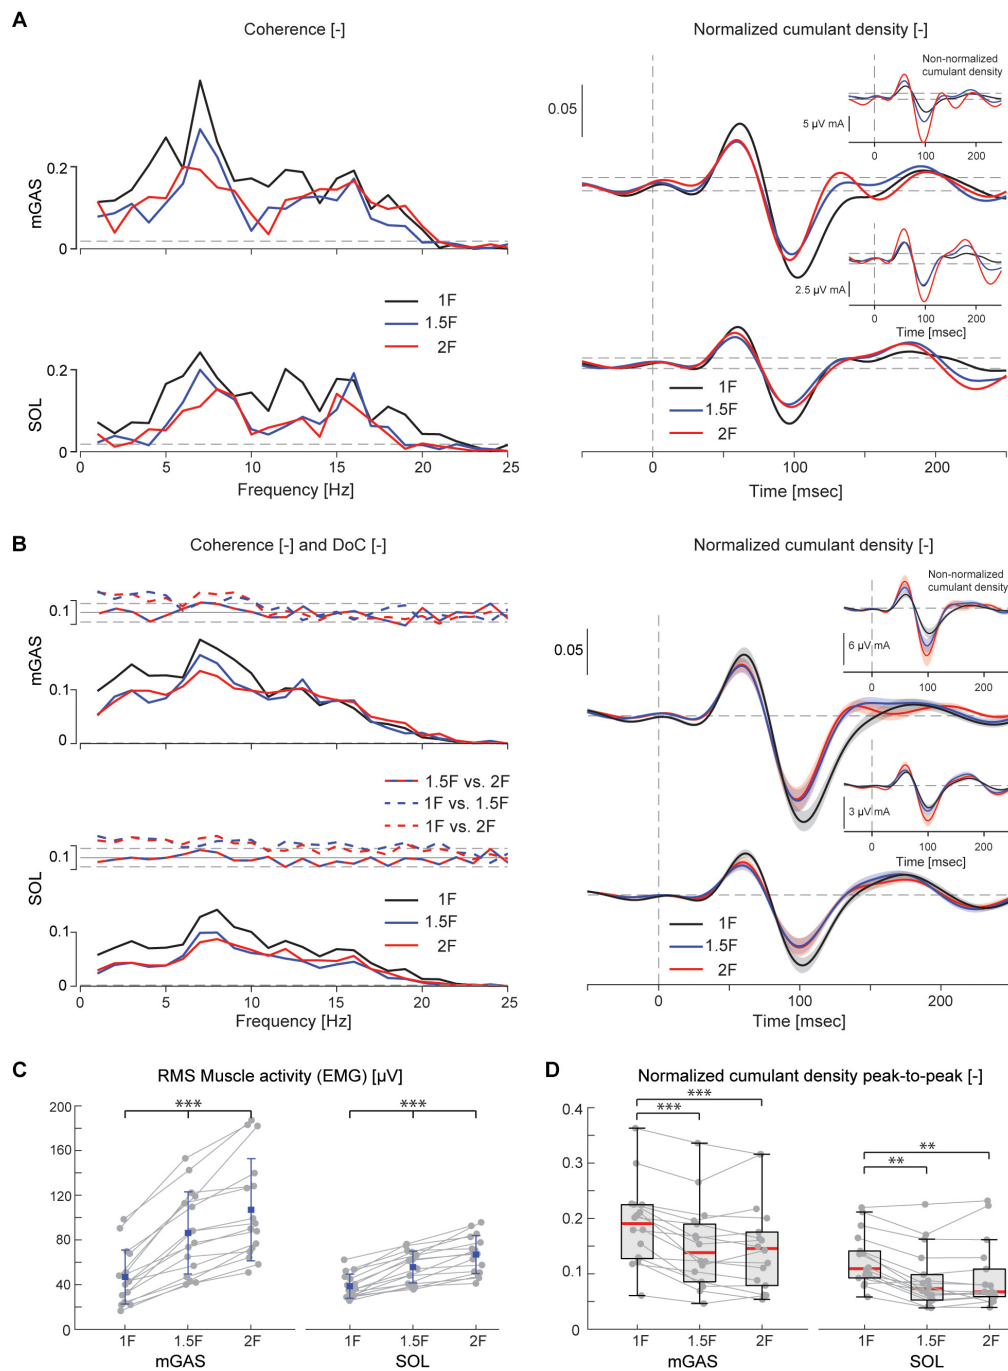 A
Coherence [-]
Normalized cumulant density [-]
0.2
0
mGAS
0.05
Non-normalized
cumulant density
5 µV mA
0 100 200
2.5 µV mA
0 100 200
Time [msec]
1F
1.5F
2F
0.2
0
SOL
0 5 10 15 20 25
Frequency [Hz]
1F
1.5F
2F
0 100 200
Time [msec]
B
Coherence [-] and DoC [-]
Normalized cumulant density [-]
0.1
0.1
0
mGAS
0.05
Non-normalized
cumulant density
6 µV mA
0 100 200
3 µV mA
0 100 200
Time [msec]
1.5F vs. 2F
1F vs. 1.5F
1F vs. 2F
0.1
0.1
0
SOL
1F
1.5F
2F
0 5 10 15 20 25
Frequency [Hz]
1F
1.5F
2F
0 100 200
Time [msec]
C
RMS Muscle activity (EMG) [µV]
200
160
120
80
40
0
*** ***
1F 1.5F 2F 1F 1.5F 2F
mGAS SOL
D
Normalized cumulant density peak-to-peak [-]
0.4
0.3
0.2
0.1
0
***
***
**
**
1F 1.5F 2F 1F 1.5F 2F
mGAS SOL